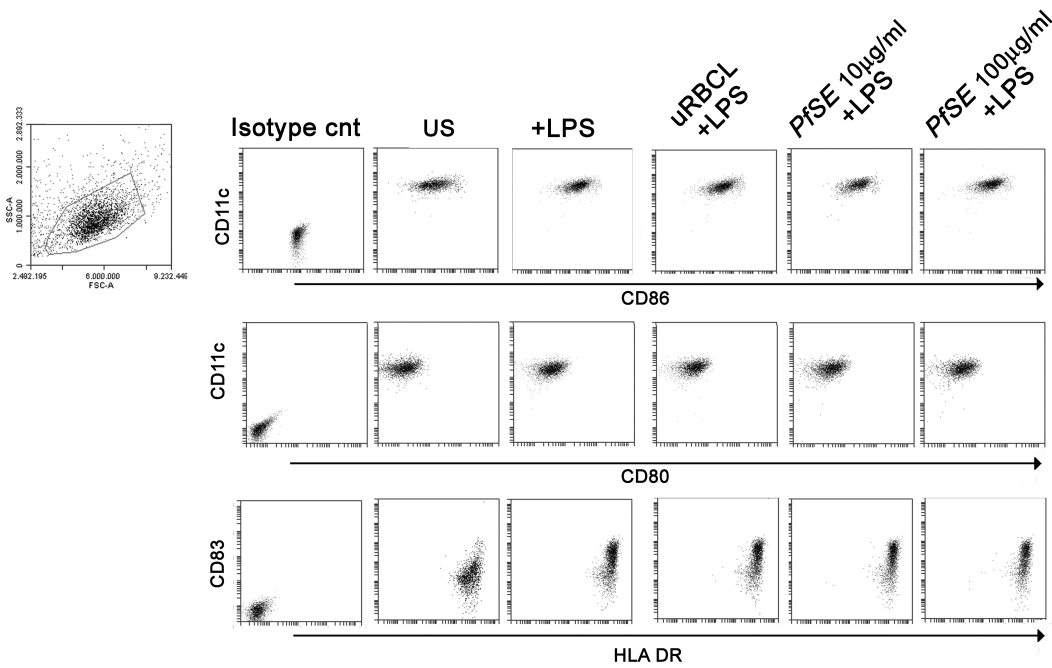 uRBCL
+LPS
PfSE 10µg/ml
+LPS
PfSE 100µg/ml
+LPS
Isotype cnt
US
+LPS
2.892.333
2.000.000
1.000.000
0
SSC-A
2.492.195
6.000.000
9.232.446
FSC-A
CD11c
CD86
CD11c
CD80
CD83
HLA DR